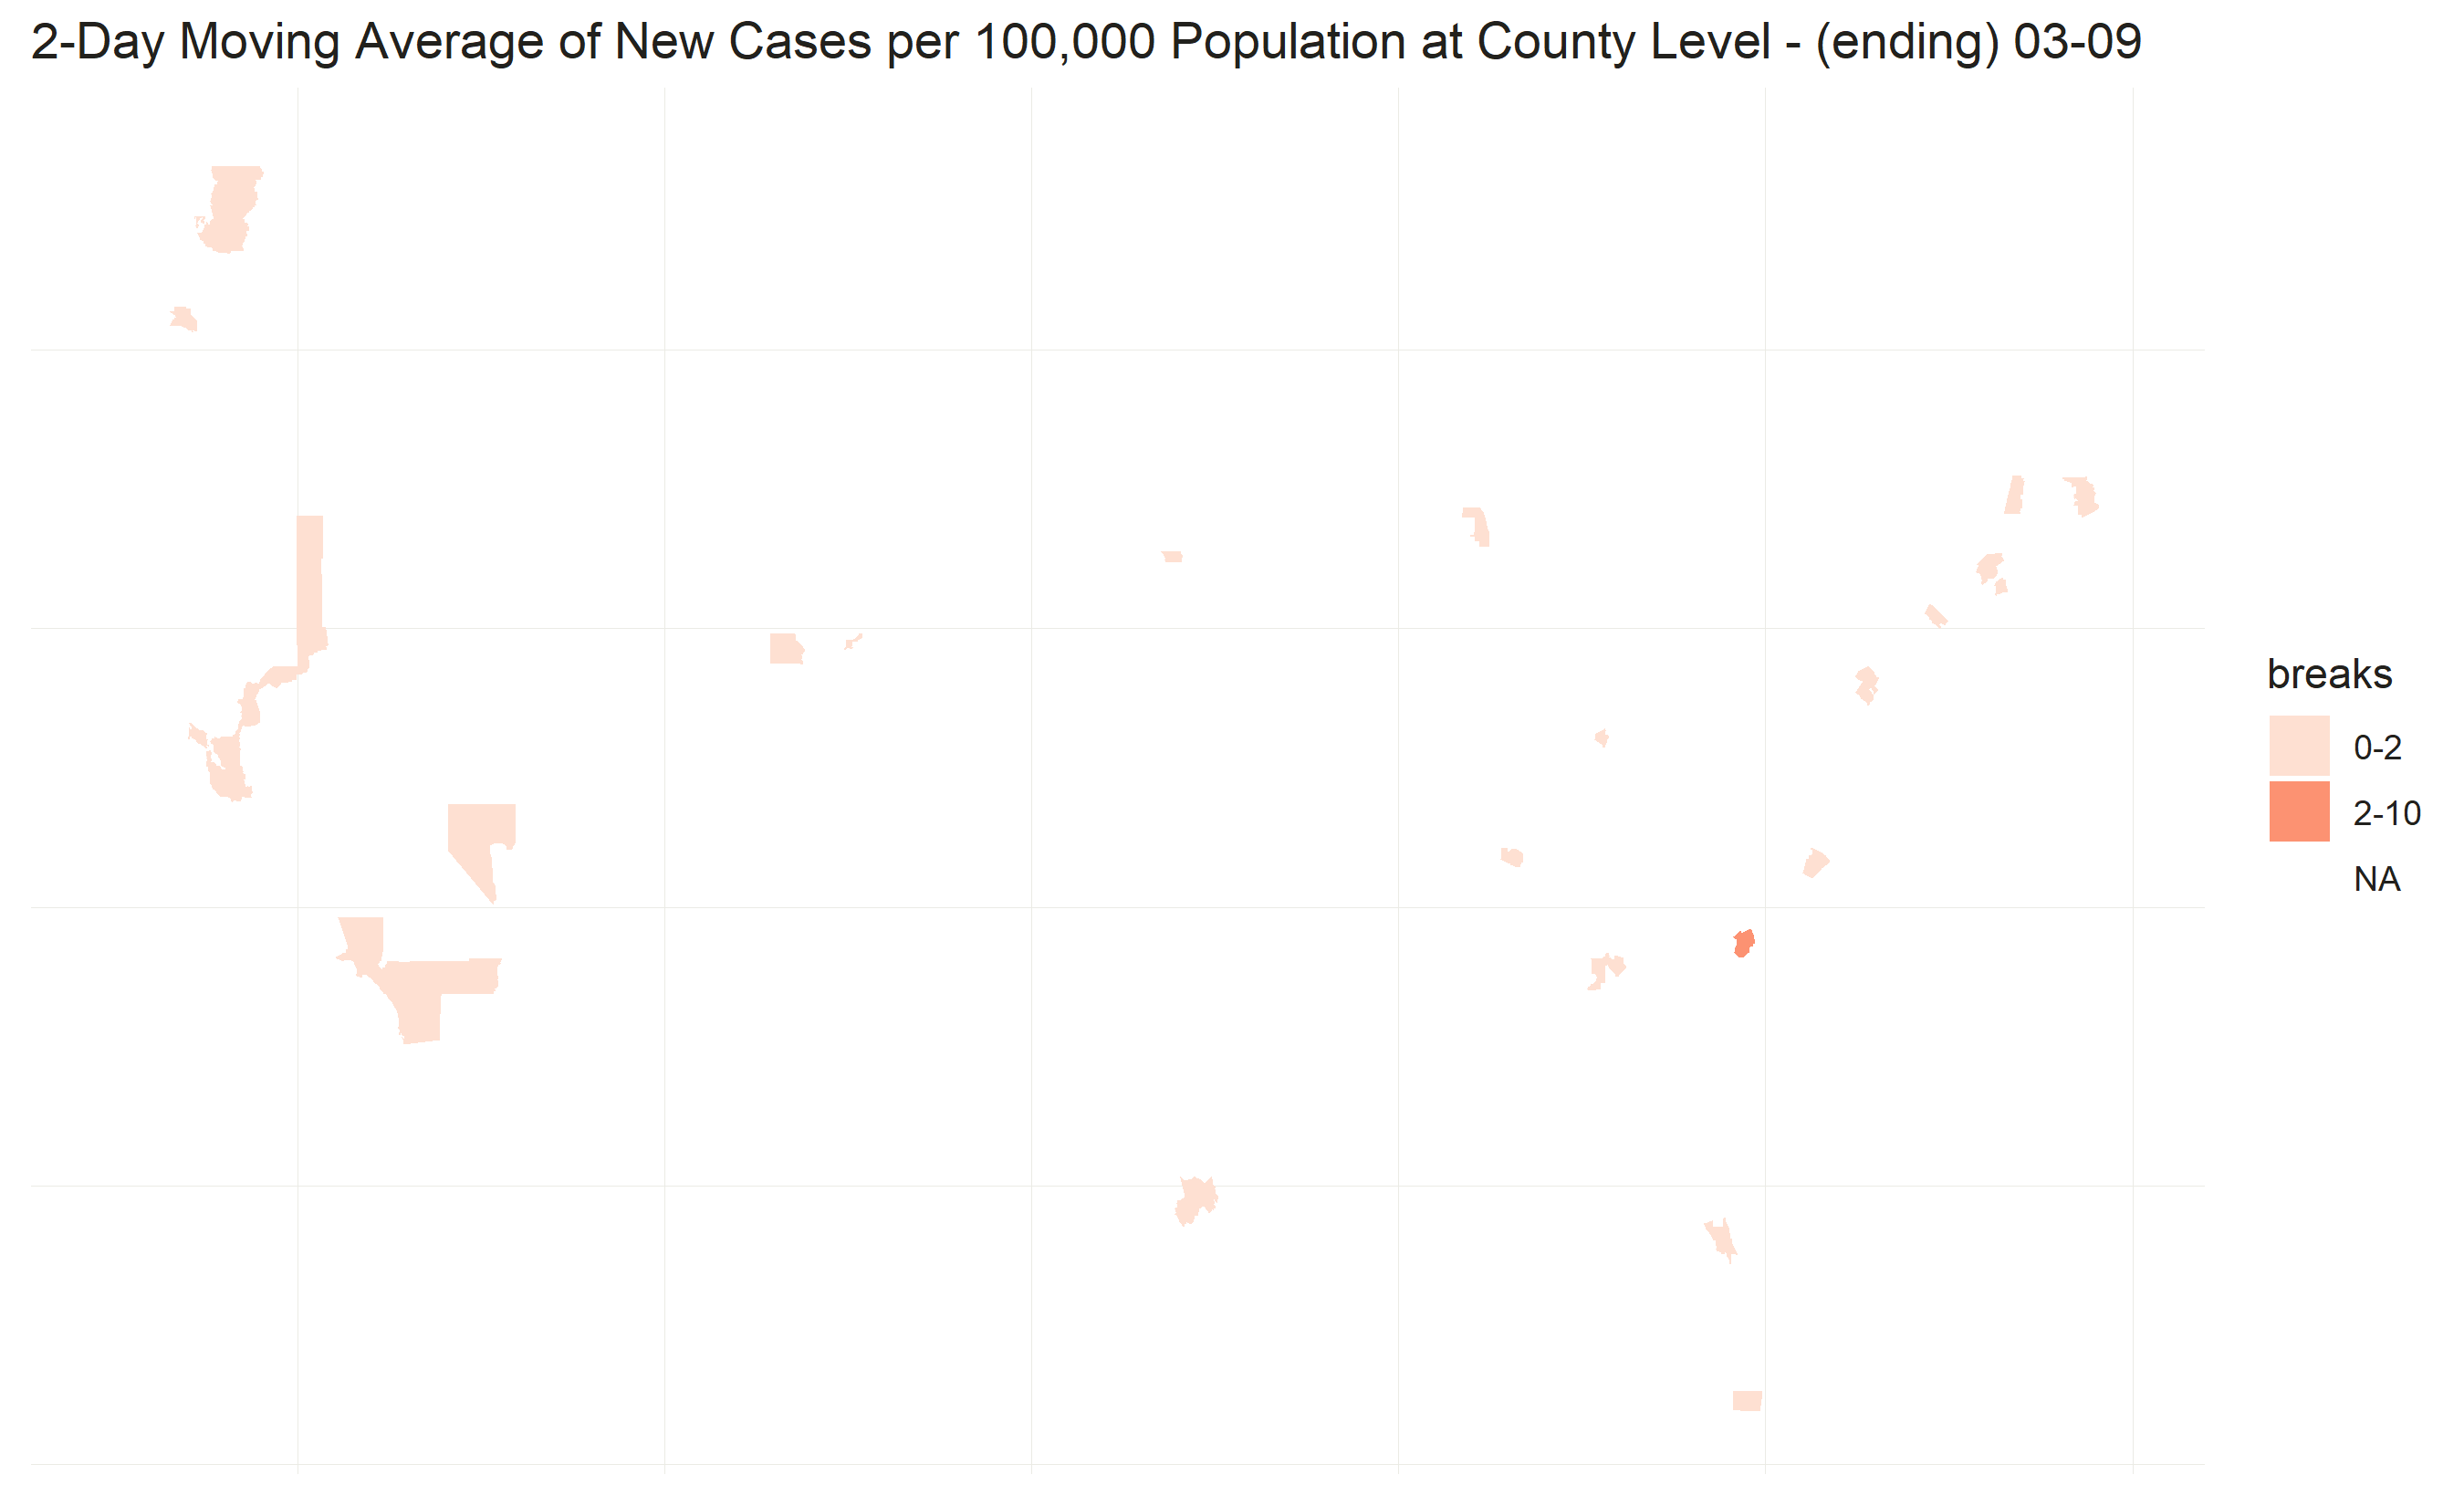 2-Day Moving Average of New Cases per 100,000 Population at County Level - (ending) 03-09
breaks
0-2
2-10
NA